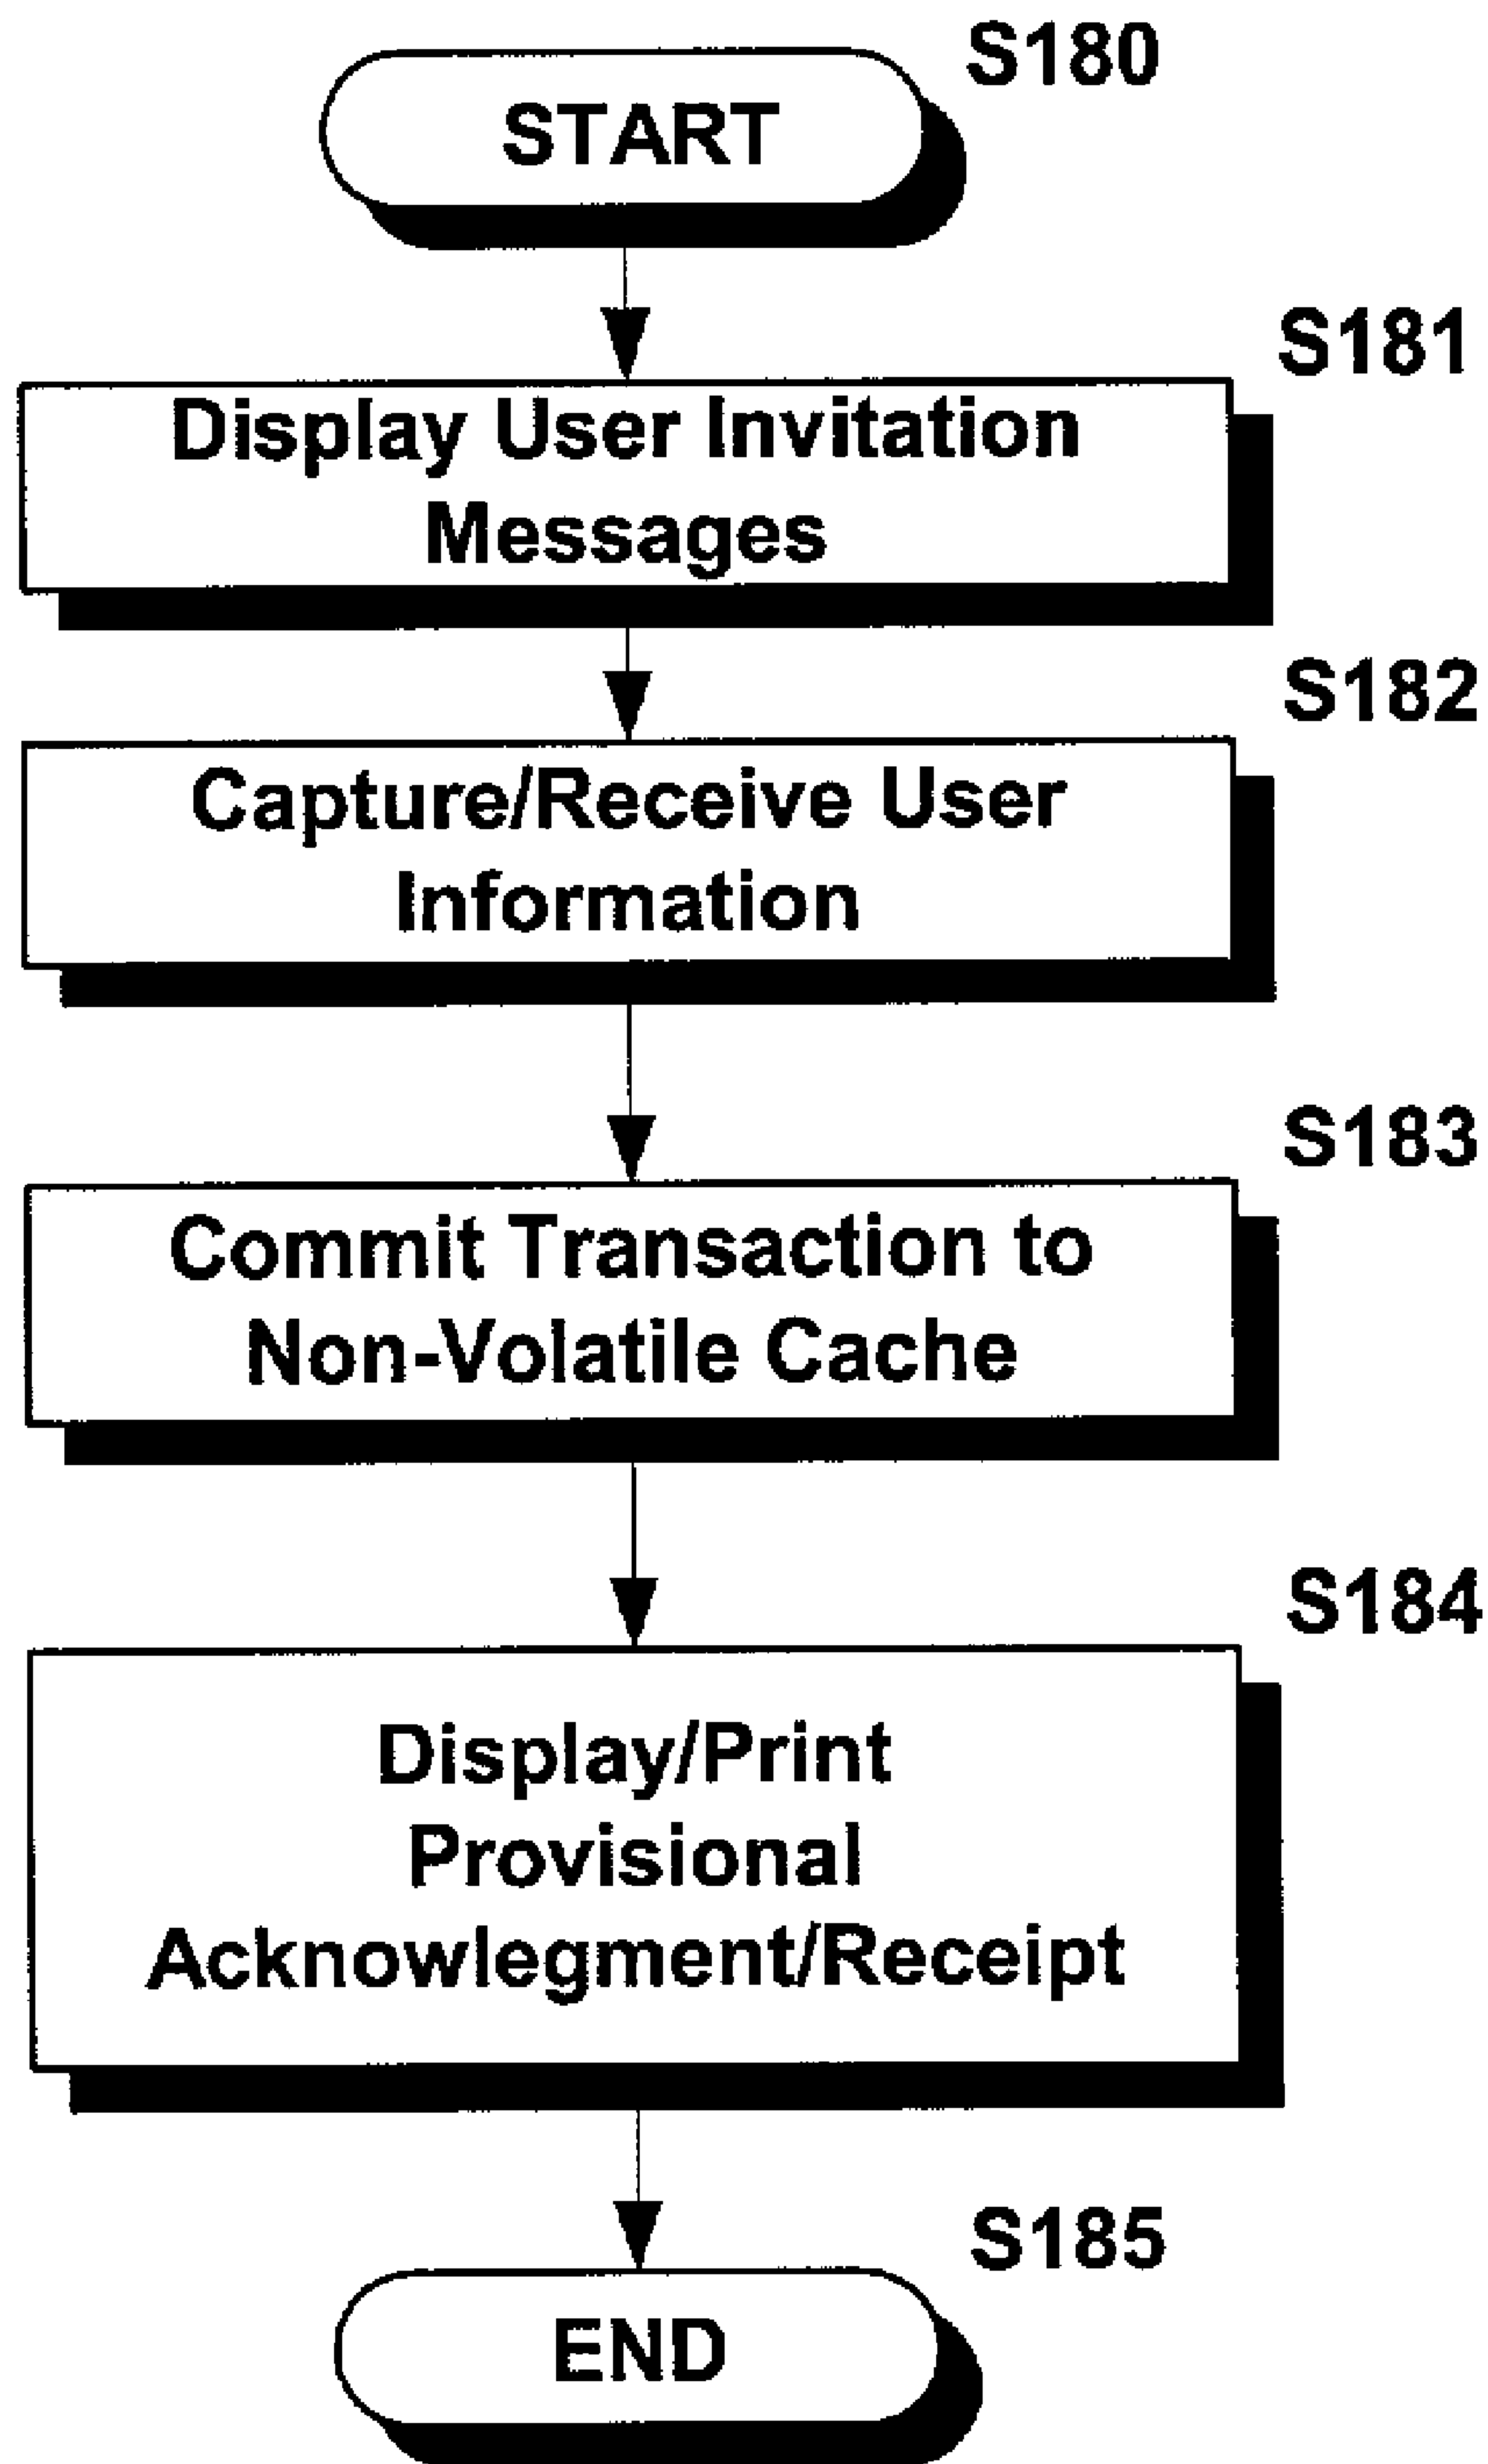 S180
START
S181
Display User Invitation
Messages
S182
Capture/Receive User
Information
S183
Commit Transaction to
Non-Volatile Cache
S184
Display/Print
Provisional
Acknowlegment/Receipt
S185
END